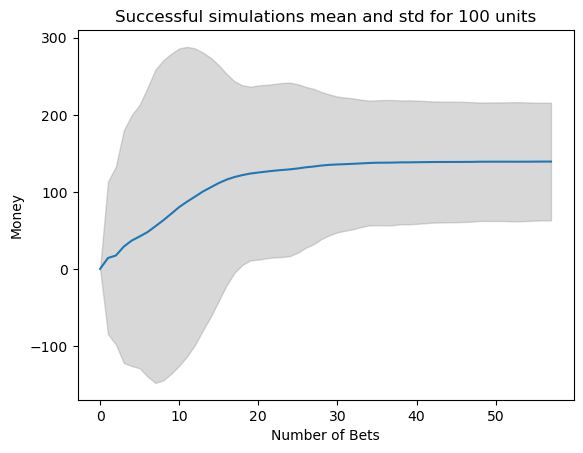 Successful simulations mean and std for 100 units
300
200
100
0
−100
Money
0 10 20 30 40 50
Number of Bets